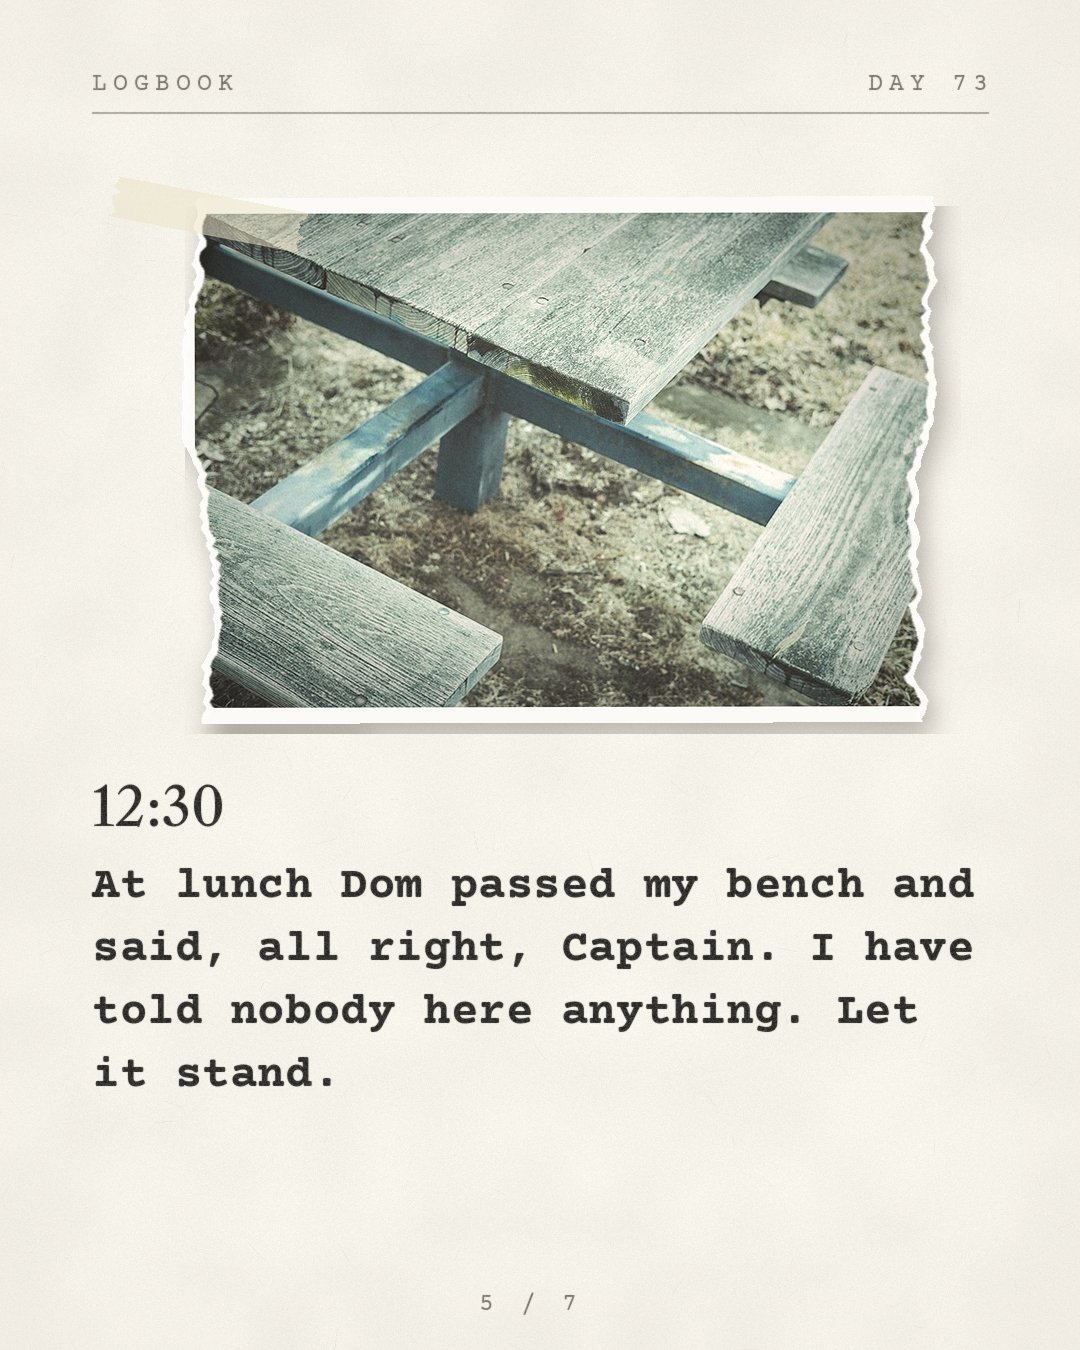 LOGBOOK DAY 73
12:30
At lunch Dom passed my bench and
said, all right, Captain. I have
told nobody here anything. Let
it stand.
5 / 7